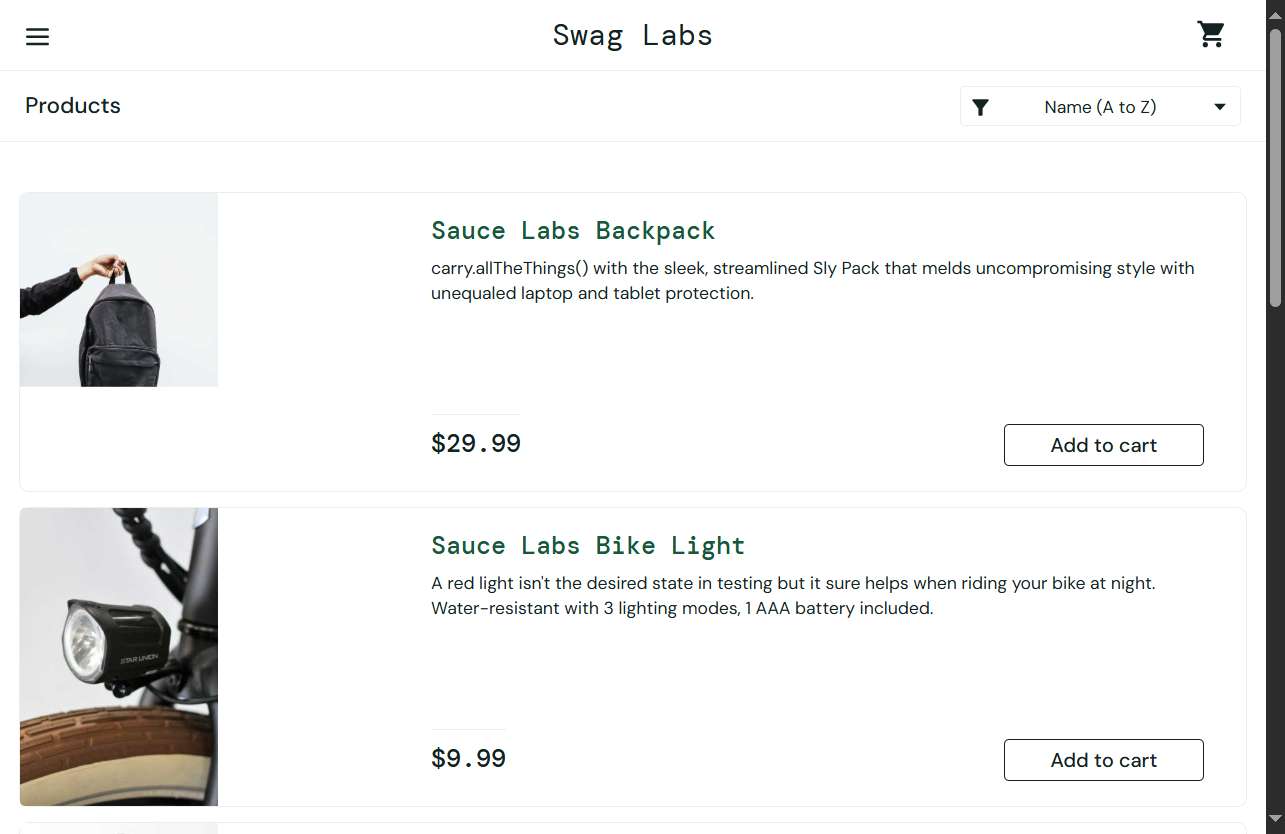 Swag Labs
Products
Name (A to Z)
Sauce Labs Backpack
carry.allTheThings() with the sleek, streamlined Sly Pack that melds uncompromising style with
unequaled laptop and tablet protection.
$29.99
Add to cart
Sauce Labs Bike Light
A red light isn't the desired state in testing but it sure helps when riding your bike at night.
Water-resistant with 3 lighting modes, 1 AAA battery included.
STAR UNION
$9.99
Add to cart